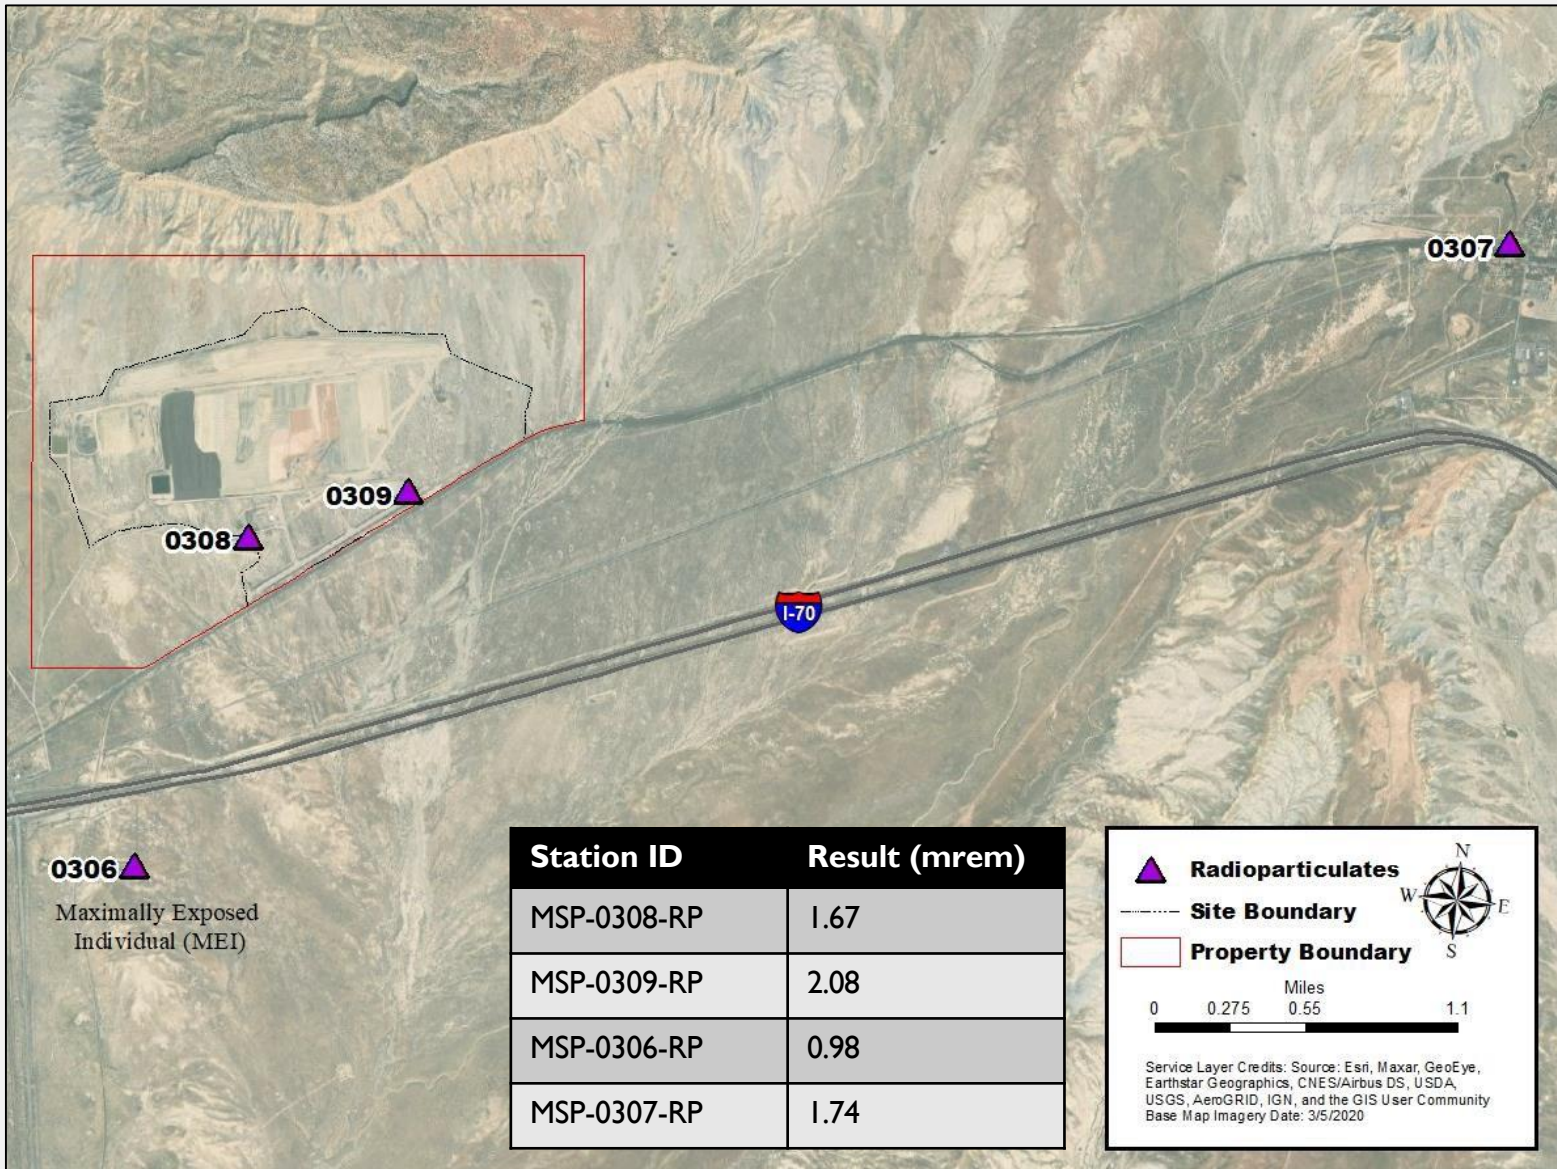 0307
0309
0308
I-70
0306
Maximally Exposed
Individual (MEI)
Station ID Result (mrem)
MSP-0308-RP 1.67
MSP-0309-RP 2.08
MSP-0306-RP 0.98
MSP-0307-RP 1.74
N
W E
S
Radioparticulates
Site Boundary
Property Boundary
Miles
0 0.275 0.55 1.1
Service Layer Credits: Source: Esri, Maxar, GeoEye,
Earthstar Geographics, CNES/Airbus DS, USDA,
USGS, AeroGRID, IGN, and the GIS User Community
Base Map Imagery Date: 3/5/2020